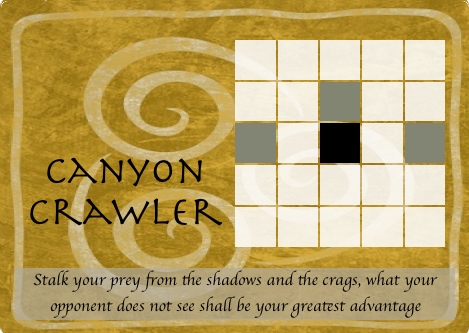 CANYON
CRAWLER
Stalk your prey from the shadows and the crags, what your
opponent does not see shall be your greatest advantage